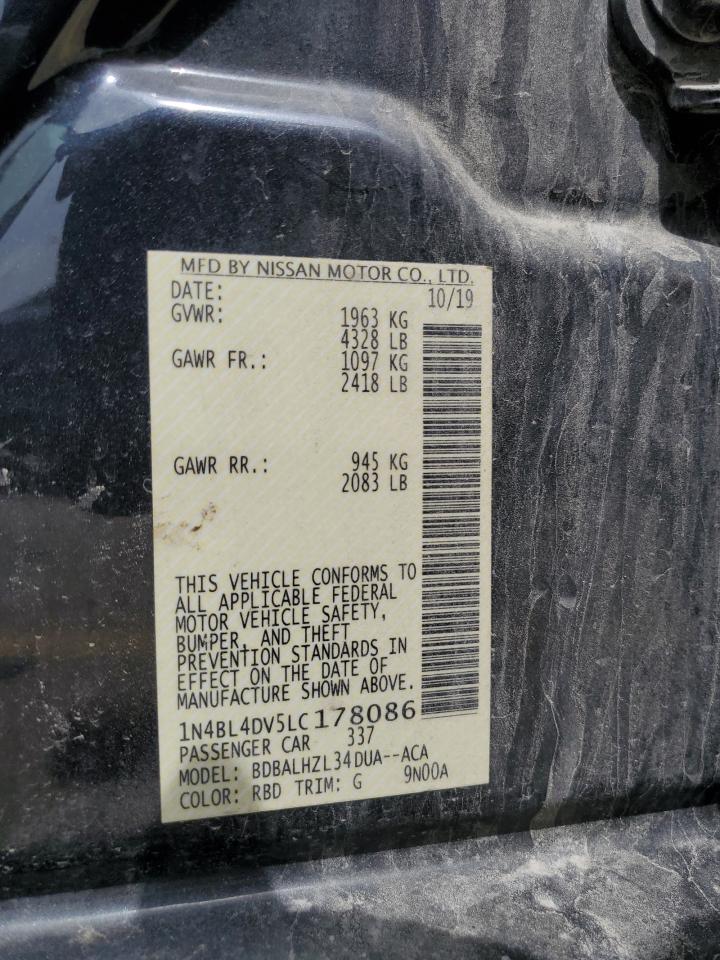 MFD BY NISSAN MOTOR CO., LTD.
DATE: 10/19
GVWR: 1963 KG
4328 LB
GAWR FR.: 1097 KG
2418 LB
GAWR RR.: 945 KG
2083 LB
THIS VEHICLE CONFORMS TO
ALL APPLICABLE FEDERAL
MOTOR VEHICLE SAFETY,
BUMPER, AND THEFT
PREVENTION STANDARDS IN
EFFECT ON THE DATE OF
MANUFACTURE SHOWN ABOVE.
1N4BL4DV5LC178086
PASSENGER CAR 337
MODEL: BDBALHZL34DUA--ACA
COLOR: RBD TRIM: G 9N00A